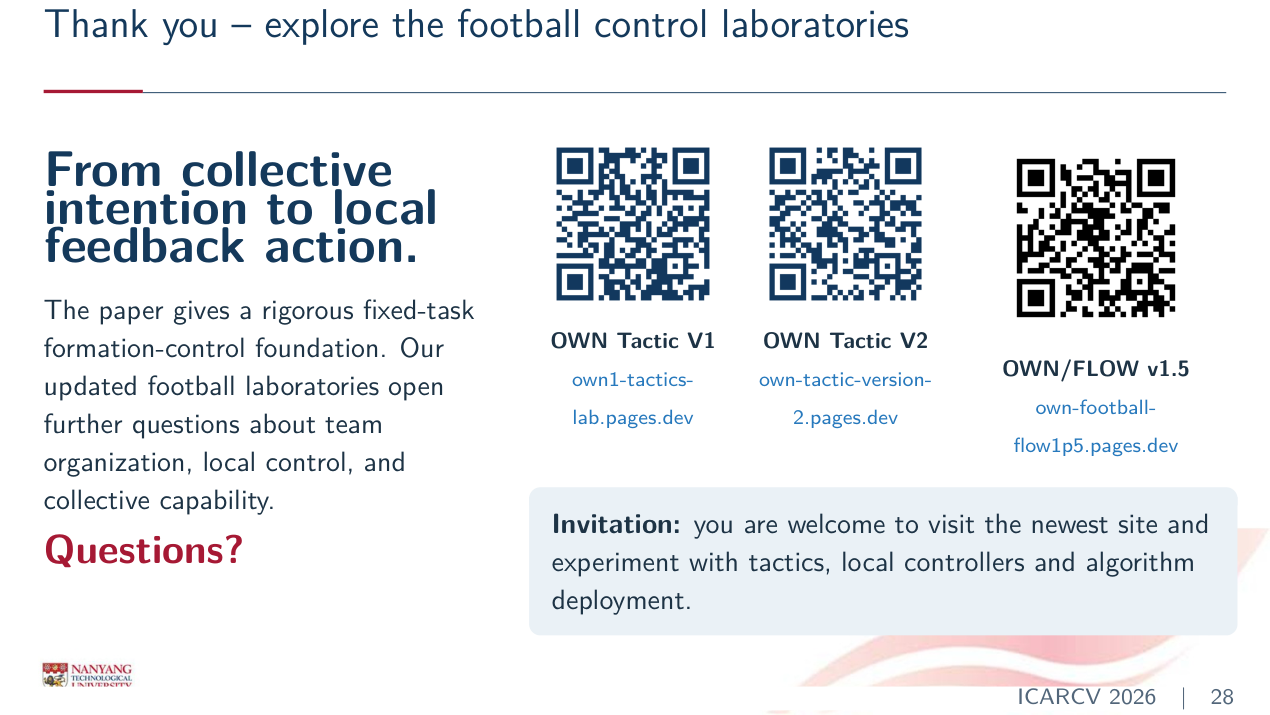 Thank you – explore the football control laboratories
From collective
intention to local
feedback action.
The paper gives a rigorous fixed-task
formation-control foundation. Our
updated football laboratories open
further questions about team
organization, local control, and
collective capability.
Questions?
OWN Tactic V1
own1-tactics-
lab.pages.dev
OWN Tactic V2
own-tactic-version-
2.pages.dev
OWN/FLOW v1.5
own-football-
flow1p5.pages.dev
Invitation: you are welcome to visit the newest site and
experiment with tactics, local controllers and algorithm
deployment.
NANYANG
TECHNOLOGICAL
UNIVERSITY
ICARCV 2026 | 28